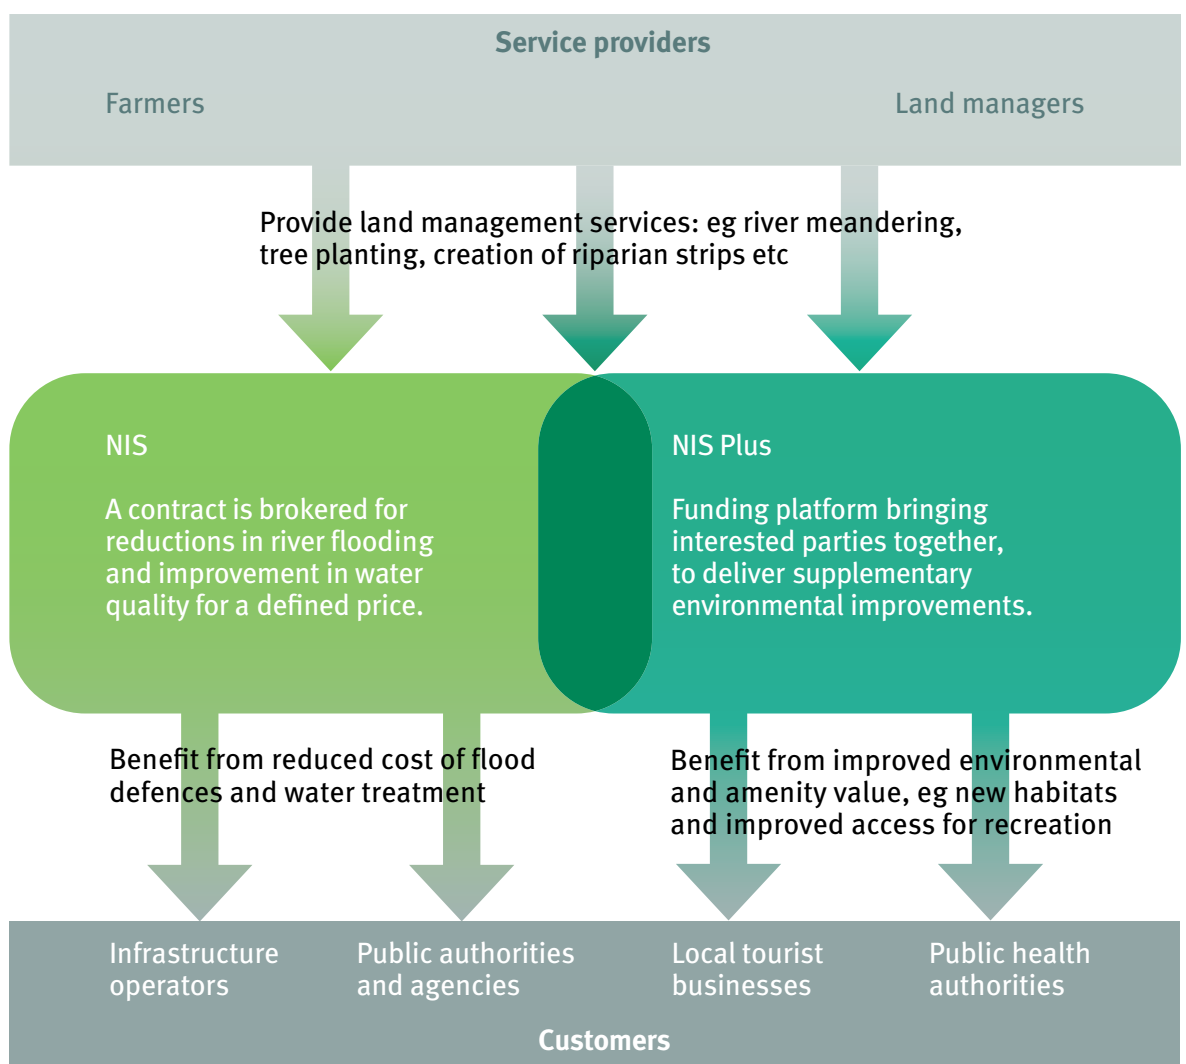 Service providers
Farmers
Land managers
Provide land management services: eg river meandering,
tree planting, creation of riparian strips etc
NIS
A contract is brokered for
reductions in river flooding
and improvement in water
quality for a defined price.
NIS Plus
Funding platform bringing
interested parties together,
to deliver supplementary
environmental improvements.
Benefit from reduced cost of flood
defences and water treatment
Benefit from improved environmental
and amenity value, eg new habitats
and improved access for recreation
Infrastructure
operators
Public authorities
and agencies
Local tourist
businesses
Public health
authorities
Customers